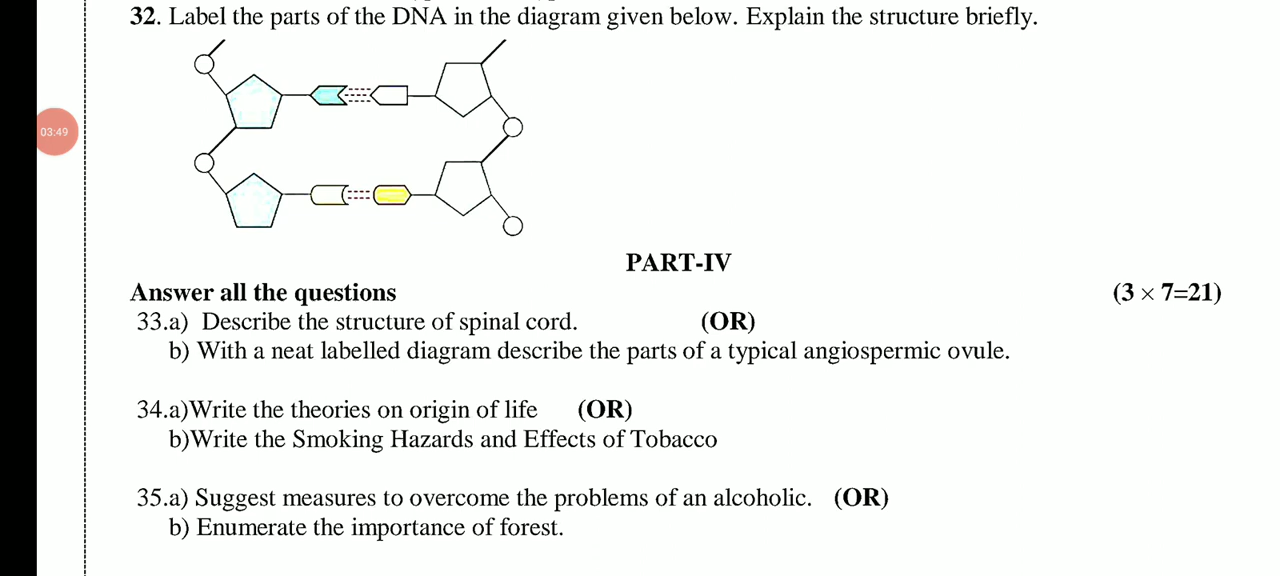 32. Label the parts of the DNA in the diagram given below. Explain the structure briefly.
03:49
PART-IV
Answer all the questions (3 × 7=21)
33.a) Describe the structure of spinal cord. (OR)
b) With a neat labelled diagram describe the parts of a typical angiospermic ovule.
34.a)Write the theories on origin of life (OR)
b)Write the Smoking Hazards and Effects of Tobacco
35.a) Suggest measures to overcome the problems of an alcoholic. (OR)
b) Enumerate the importance of forest.